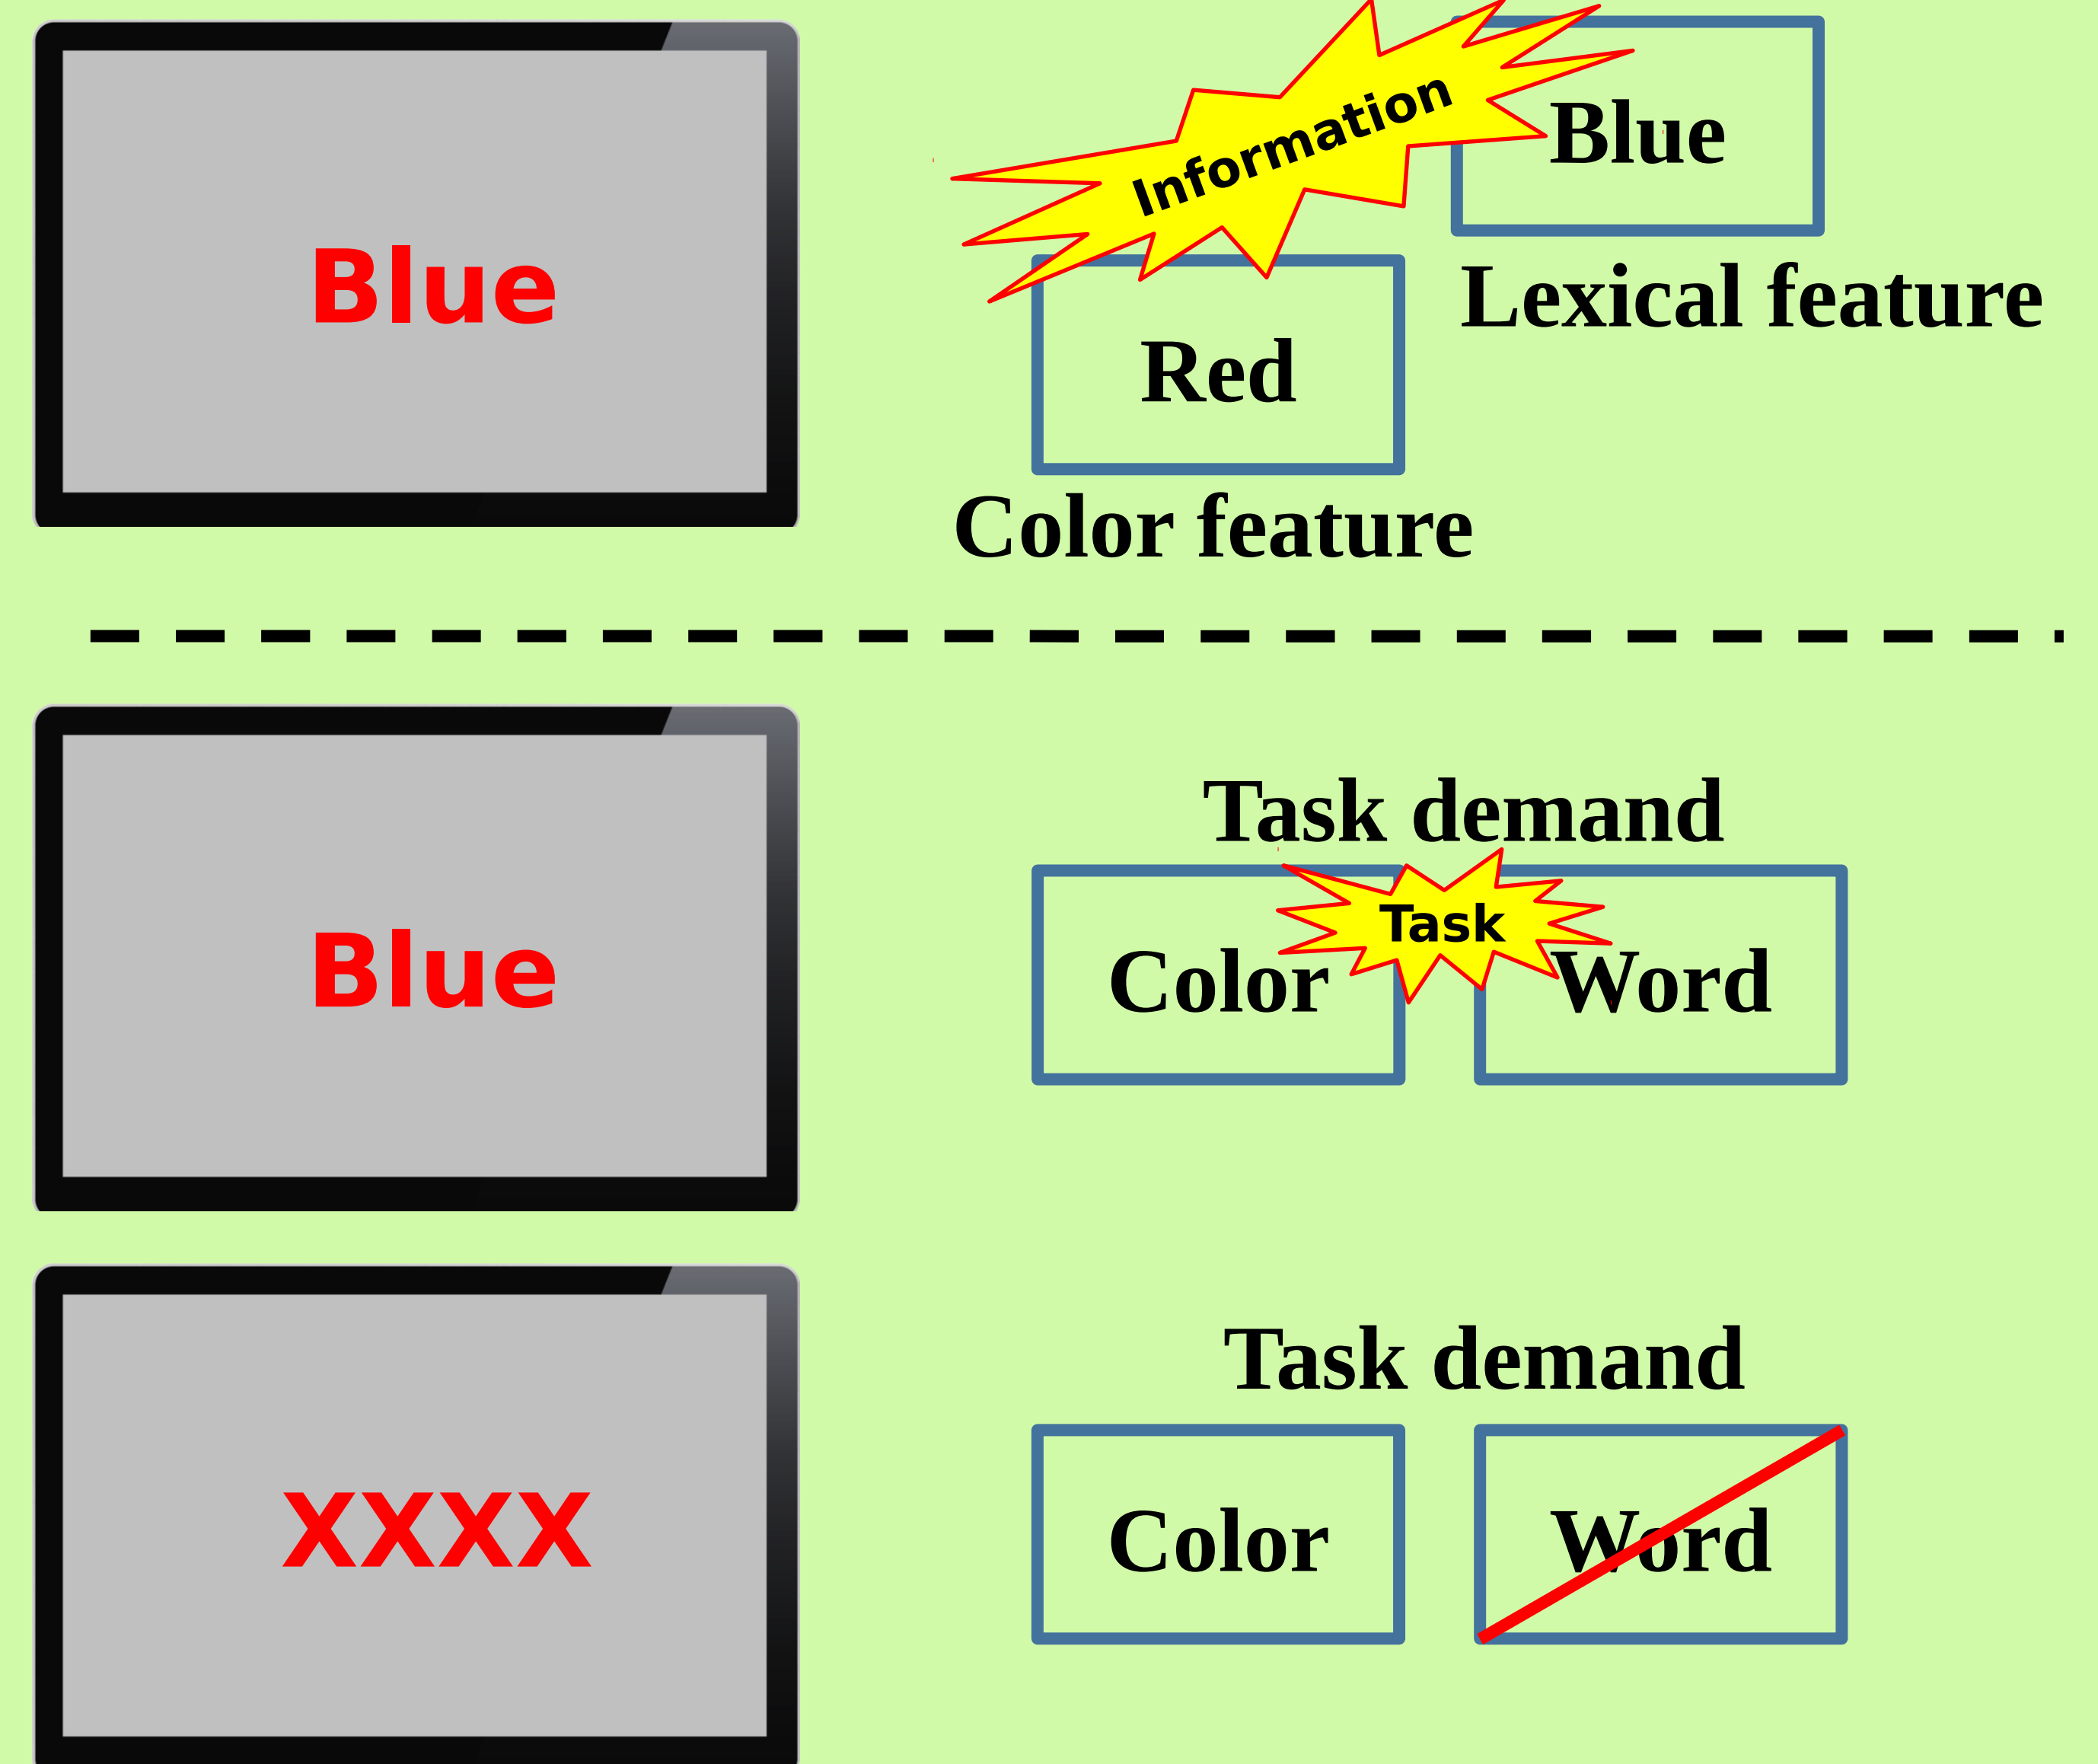 Blue
Information
Blue
Lexical feature
Red
Color feature
Blue
Task demand
Task
Color
Word
XXXX
Task demand
Color
Word